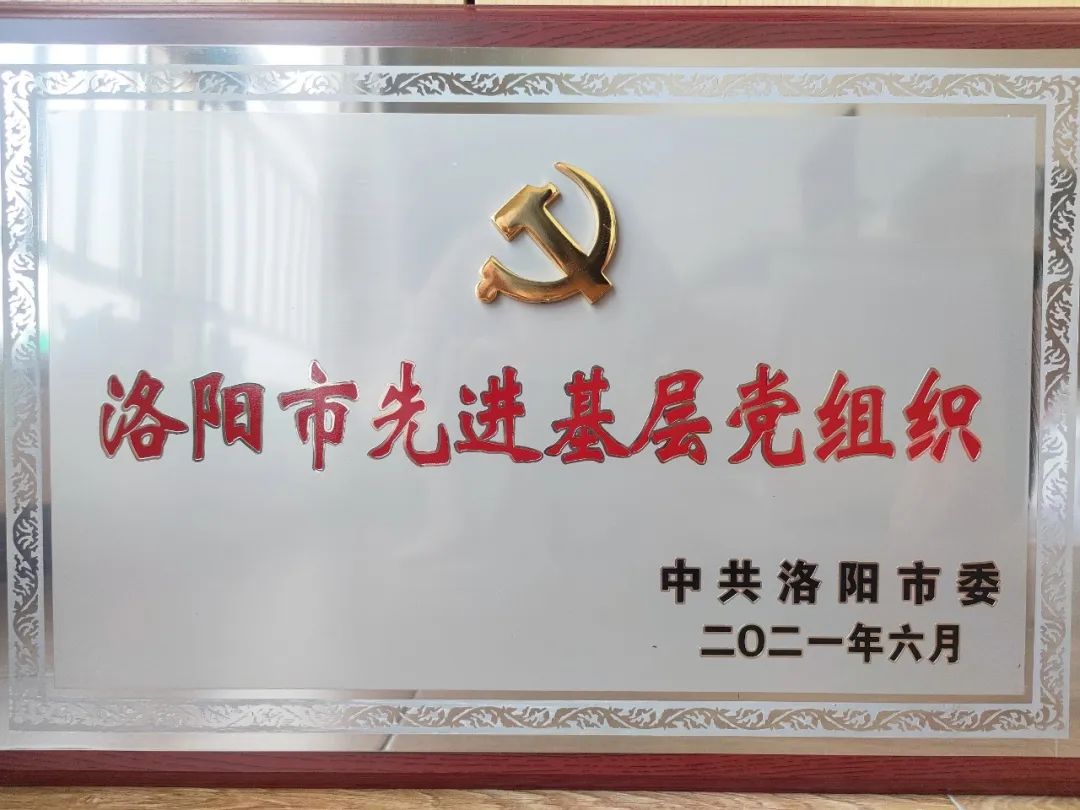 洛阳市先进基层党组织
中共洛阳市委
二〇二一年六月